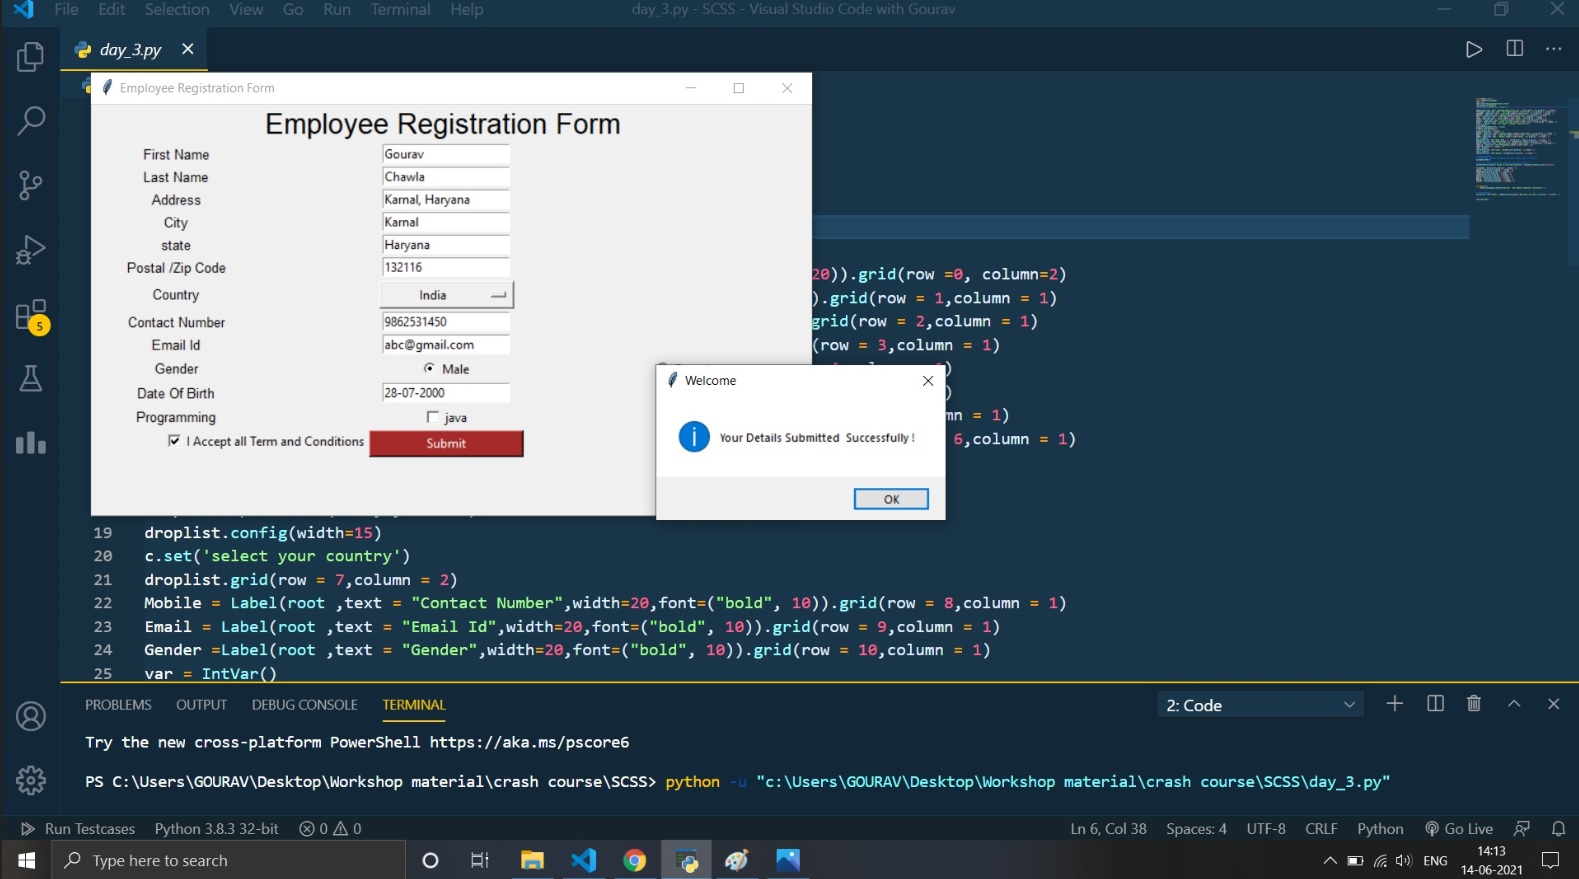 File Edit Selection View Go Run Terminal Help day_3.py - SCSS - Visual Studio Code with Gourav
day_3.py
Employee Registration Form
Employee Registration Form
First Name Gourav
Last Name Chawla
Address Karnal, Haryana
City Karnal
state Haryana
Postal /Zip Code 132116
20)).grid(row =0, column=2)
Country India
).grid(row = 1,column = 1)
Contact Number 9862531450
grid(row = 2,column = 1)
5
Email Id abc@gmail.com
(row = 3,column = 1)
Gender Male
Date Of Birth 28-07-2000
Programming java
mn = 1)
I Accept all Term and Conditions Submit
6,column = 1)
Welcome
Your Details Submitted Successfully !
OK
19 droplist.config(width=15)
20 c.set('select your country')
21 droplist.grid(row = 7,column = 2)
22 Mobile = Label(root ,text = "Contact Number",width=20,font=("bold", 10)).grid(row = 8,column = 1)
23 Email = Label(root ,text = "Email Id",width=20,font=("bold", 10)).grid(row = 9,column = 1)
24 Gender =Label(root ,text = "Gender",width=20,font=("bold", 10)).grid(row = 10,column = 1)
25 var = IntVar()
PROBLEMS OUTPUT DEBUG CONSOLE TERMINAL 2: Code
Try the new cross-platform PowerShell https://aka.ms/pscore6
PS C:\Users\GOURAV\Desktop\Workshop material\crash course\SCSS> python -u "c:\Users\GOURAV\Desktop\Workshop material\crash course\SCSS\day_3.py"
Run Testcases Python 3.8.3 32-bit 0 0 Ln 6, Col 38 Spaces: 4 UTF-8 CRLF Python Go Live
Type here to search ENG 14:13
14-06-2021